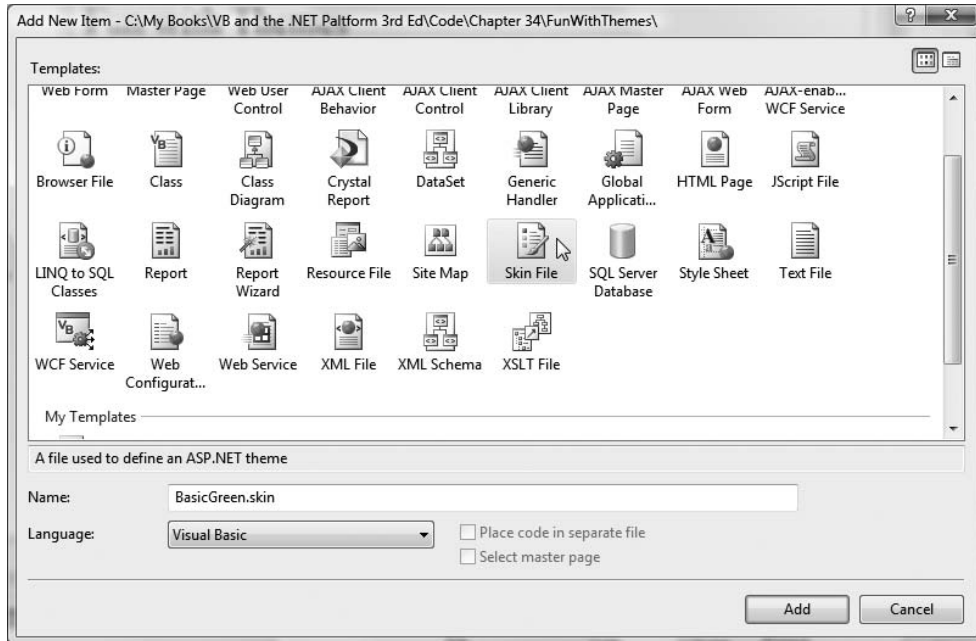 Add New Item - C:\My Books\VB and the .NET Paltform 3rd Ed\Code\Chapter 34\FunWithThemes\
Templates:
Web Form Master Page Web User Control AJAX Client Behavior AJAX Client Control AJAX Client Library AJAX Master Page AJAX Web Form AJAX-enab... WCF Service
Browser File Class Class Diagram Crystal Report DataSet Generic Handler Global Applicati... HTML Page JScript File
LINQ to SQL Classes Report Report Wizard Resource File Site Map Skin File SQL Server Database Style Sheet Text File
WCF Service Web Configurat... Web Service XML File XML Schema XSLT File
My Templates
A file used to define an ASP.NET theme
Name: BasicGreen.skin
Language: Visual Basic Place code in separate file
Select master page
Add Cancel